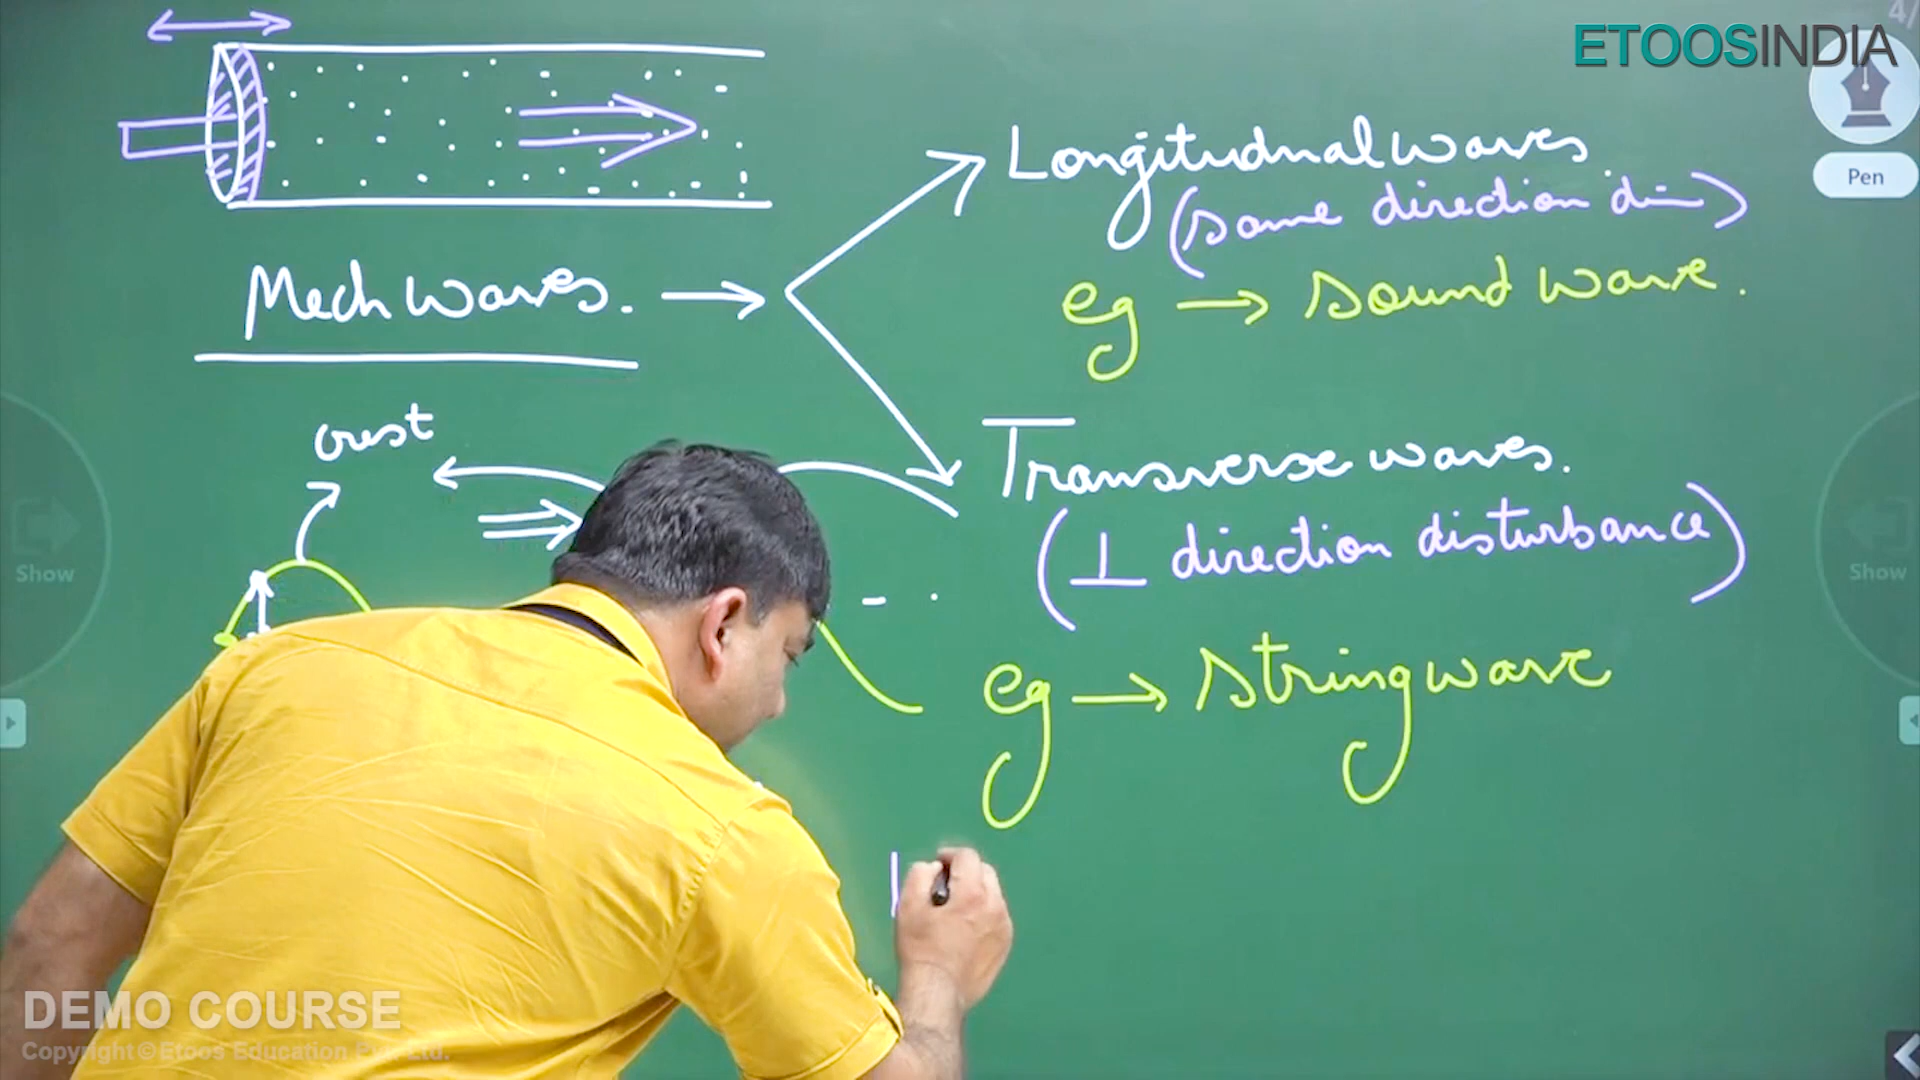 ETOOSINDIA
Pen
Longitudnal waves
(same direction dis—)
eg → sound wave.
Mech waves. →
crest
Transverse waves.
(⊥ direction disturbance)
eg → string wave
Show
Show
DEMO COURSE
Copyright © Etoos Education Pvt. Ltd.